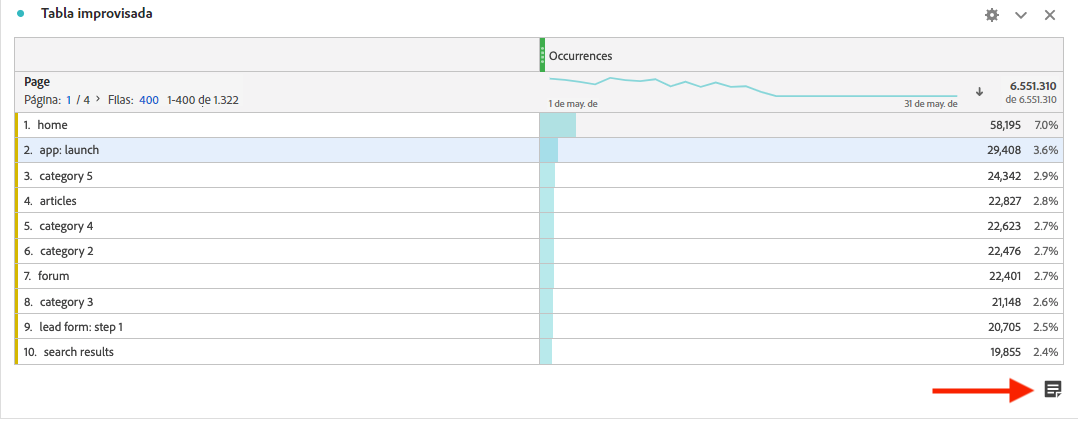 Tabla improvisada
Occurrences
Page
Página: 1 / 4 > Filas: 400 1-400 de 1.322
1 de may. de
31 de may. de
6.551.310
de 6.551.310
1. home 58,195 7.0%
2. app: launch 29,408 3.6%
3. category 5 24,342 2.9%
4. articles 22,827 2.8%
5. category 4 22,623 2.7%
6. category 2 22,476 2.7%
7. forum 22,401 2.7%
8. category 3 21,148 2.6%
9. lead form: step 1 20,705 2.5%
10. search results 19,855 2.4%